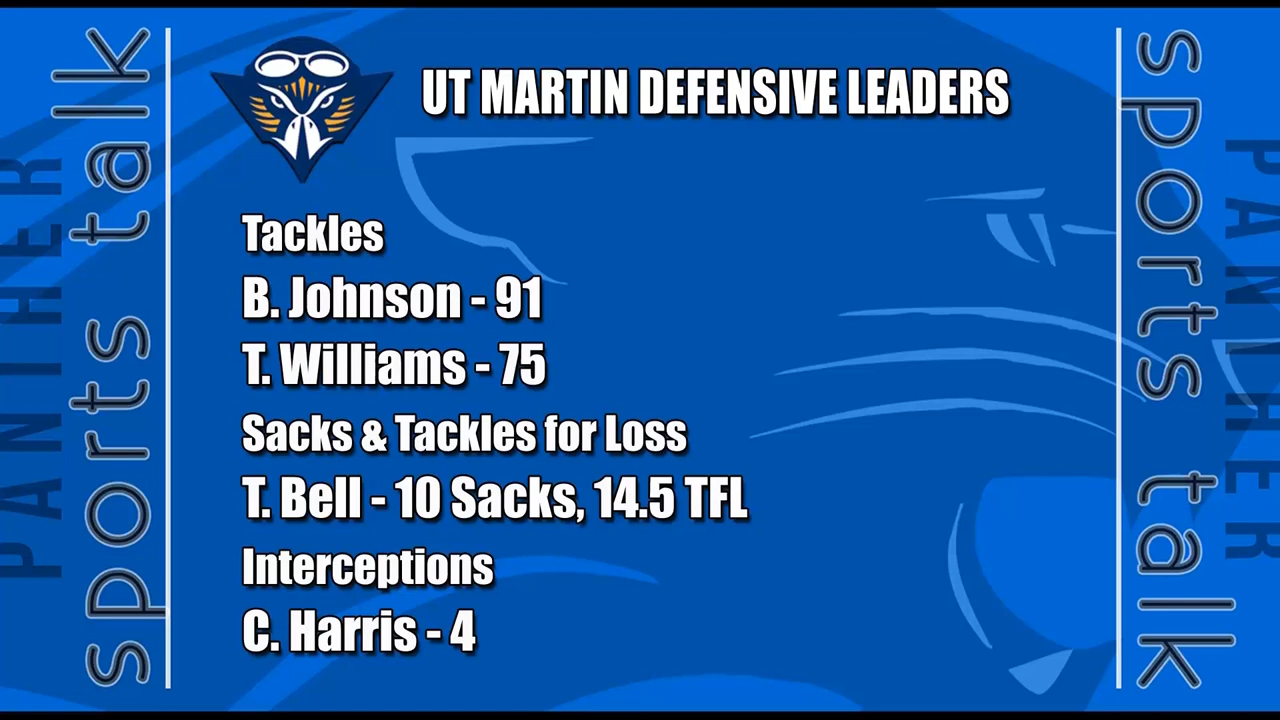 UT MARTIN DEFENSIVE LEADERS
Tackles
B. Johnson - 91
T. Williams - 75
Sacks & Tackles for Loss
T. Bell - 10 Sacks, 14.5 TFL
Interceptions
C. Harris - 4
PANTHER
sports talk
sports talk
PANTHER